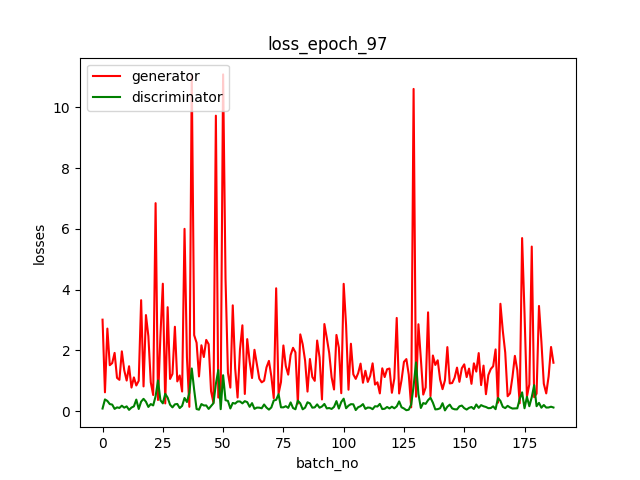 loss_epoch_97
generator
discriminator
losses
10
8
6
4
2
0
0 25 50 75 100 125 150 175
batch_no